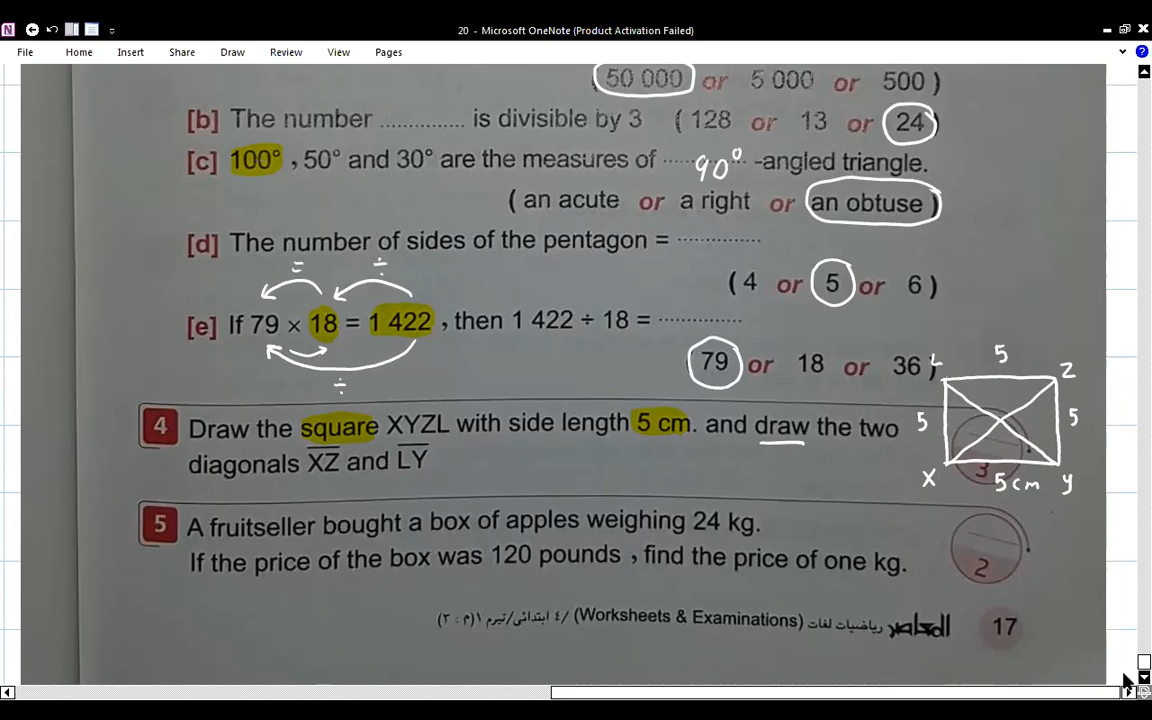 20 - Microsoft OneNote (Product Activation Failed)
File Home Insert Share Draw Review View Pages
( 50 000 or 5 000 or 500 )
[b] The number .............. is divisible by 3 ( 128 or 13 or 24 )
[c] 100° , 50° and 30° are the measures of ...... 90° ...... -angled triangle.
( an acute or a right or an obtuse )
[d] The number of sides of the pentagon = ..............
( 4 or 5 or 6 )
= ÷
[e] If 79 × 18 = 1 422 , then 1 422 ÷ 18 = ..............
÷
( 79 or 18 or 36 )
L 5 Z
5 5
X 5cm y
4 Draw the square XYZL with side length 5 cm. and draw the two
diagonals XZ and LY
3
5 A fruitseller bought a box of apples weighing 24 kg.
If the price of the box was 120 pounds , find the price of one kg.
2
المعاصر رياضيات لغات (Worksheets & Examinations) /٤ ابتدائى/تيرم ١(م : ٣)
17